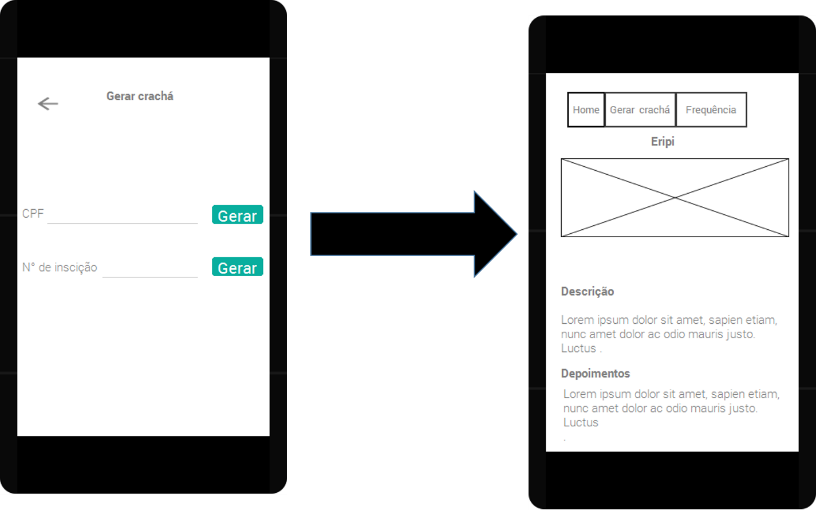 Gerar crachá
CPF
Gerar
N° de inscição
Gerar
Home
Gerar crachá
Frequência
Eripi
Descrição
Lorem ipsum dolor sit amet, sapien etiam,
nunc amet dolor ac odio mauris justo.
Luctus .
Depoimentos
Lorem ipsum dolor sit amet, sapien etiam,
nunc amet dolor ac odio mauris justo.
Luctus
.